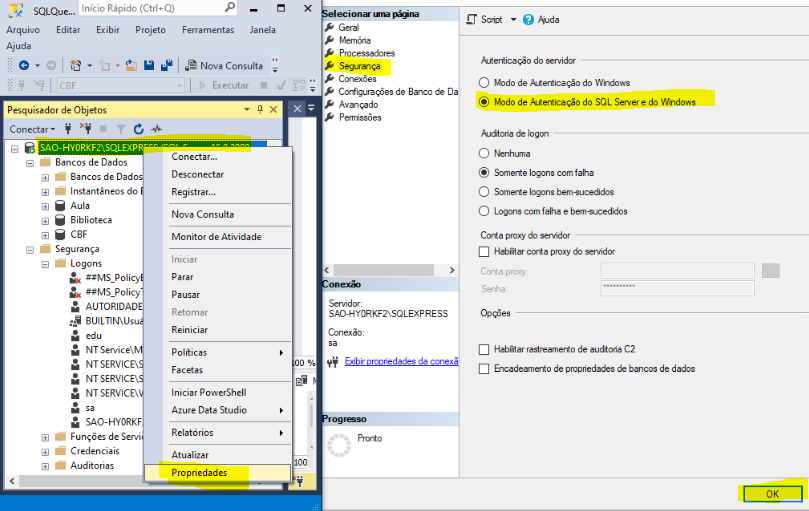 SQLQue...
Início Rápido (Ctrl+Q)
Arquivo Editar Exibir Projeto Ferramentas Janela
Ajuda
Nova Consulta
CBF
Executar
Pesquisador de Objetos
Conectar
SAO-HY0RKF2\SQLEXPRESS
Bancos de Dados
Bancos de Dados
Instantâneos do
Aula
Biblioteca
CBF
Segurança
Logons
##MS_Policy
##MS_Policy
AUTORIDADE
BUILTIN\Usuá
edu
NT Service\M
NT SERVICE\S
NT SERVICE\S
NT SERVICE\
sa
SAO-HY0RKF
Funções de Servi
Credenciais
Auditorias
Conectar...
Desconectar
Registrar...
Nova Consulta
Monitor de Atividade
Iniciar
Parar
Pausar
Retomar
Reiniciar
Políticas
Facetas
Iniciar PowerShell
Azure Data Studio
Relatórios
Atualizar
Propriedades
100 %
100
Selecionar uma página
Geral
Memória
Processadores
Segurança
Conexões
Configurações de Banco de Da
Avançado
Permissões
Conexão
Servidor:
SAO-HY0RKF2\SQLEXPRESS
Conexão:
sa
Exibir propriedades da conexã
Progresso
Pronto
Script ? Ajuda
Autenticação do servidor
Modo de Autenticação do Windows
Modo de Autenticação do SQL Server e do Windows
Auditoria de logon
Nenhuma
Somente logons com falha
Somente logons bem-sucedidos
Logons com falha e bem-sucedidos
Conta proxy do servidor
Habilitar conta proxy do servidor
Conta proxy:
...
Senha:
**********
Opções
Habilitar rastreamento de auditoria C2
Encadeamento de propriedades de bancos de dados
OK